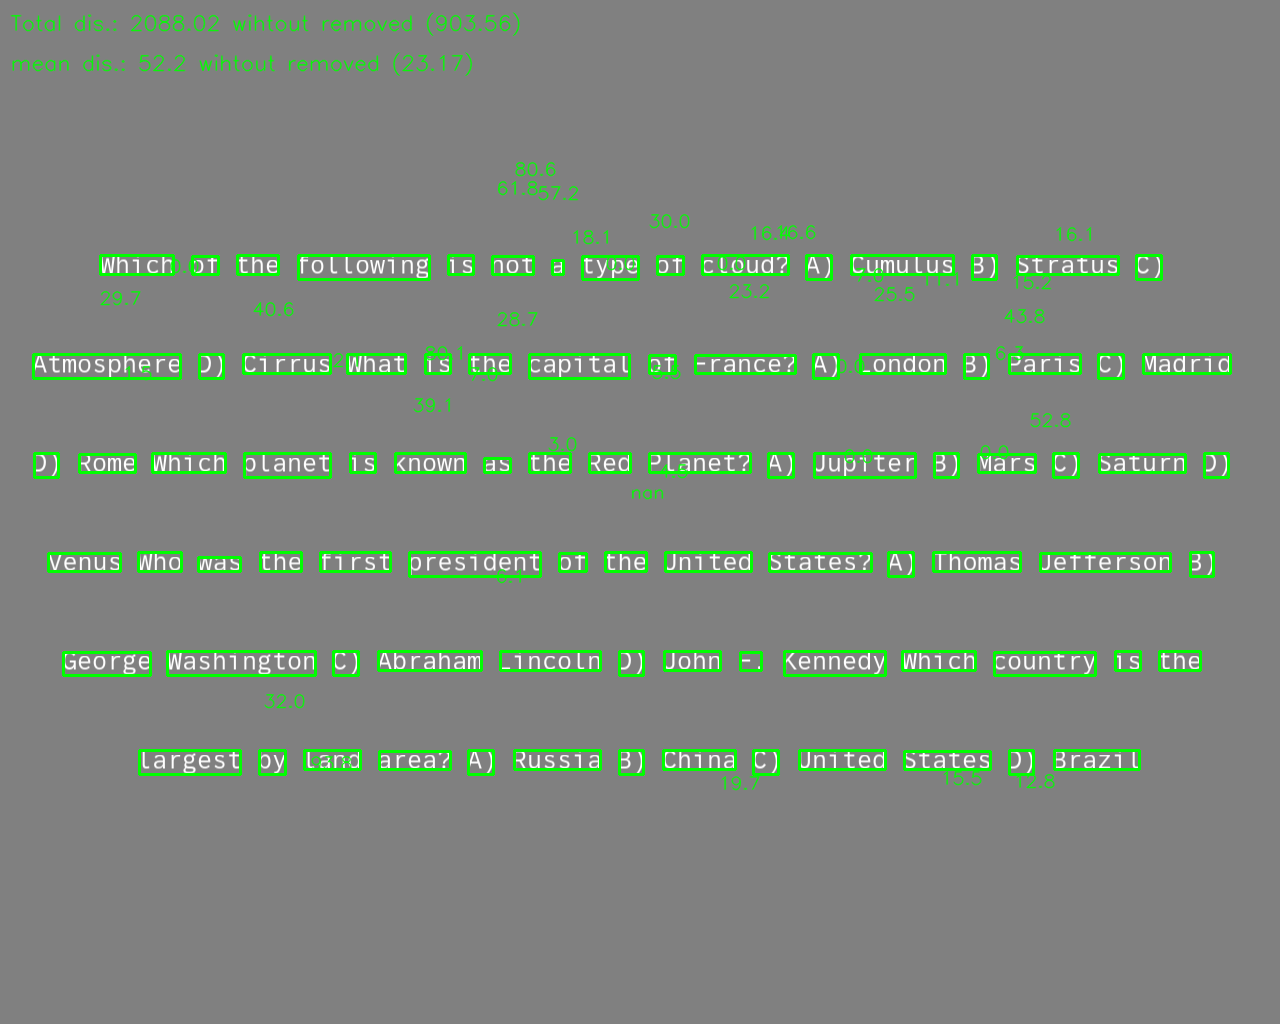 Total dis.: 2088.02 wihtout removed (903.56)
mean dis.: 52.2 wihtout removed (23.17)
80.6
61.8 57.2
30.0
18.1 16.6 16.1
Which of the following is not a type of cloud? A) Cumulus B) Stratus C)
11.1 15.2
29.7 23.2 25.5
40.6 28.7 43.8
80.1 6.7
Atmosphere D) Cirrus What is the capital of France? A) London B) Paris C) Madrid
39.1 52.8
3.0
D) Rome Which planet is known as the Red Planet? A) Jupiter B) Mars C) Saturn D)
nan
Venus Who was the first president of the United States? A) Thomas Jefferson B)
George Washington C) Abraham Lincoln D) John F. Kennedy Which country is the
32.0
largest by land area? A) Russia B) China C) United States D) Brazil
19.7 15.5 12.8